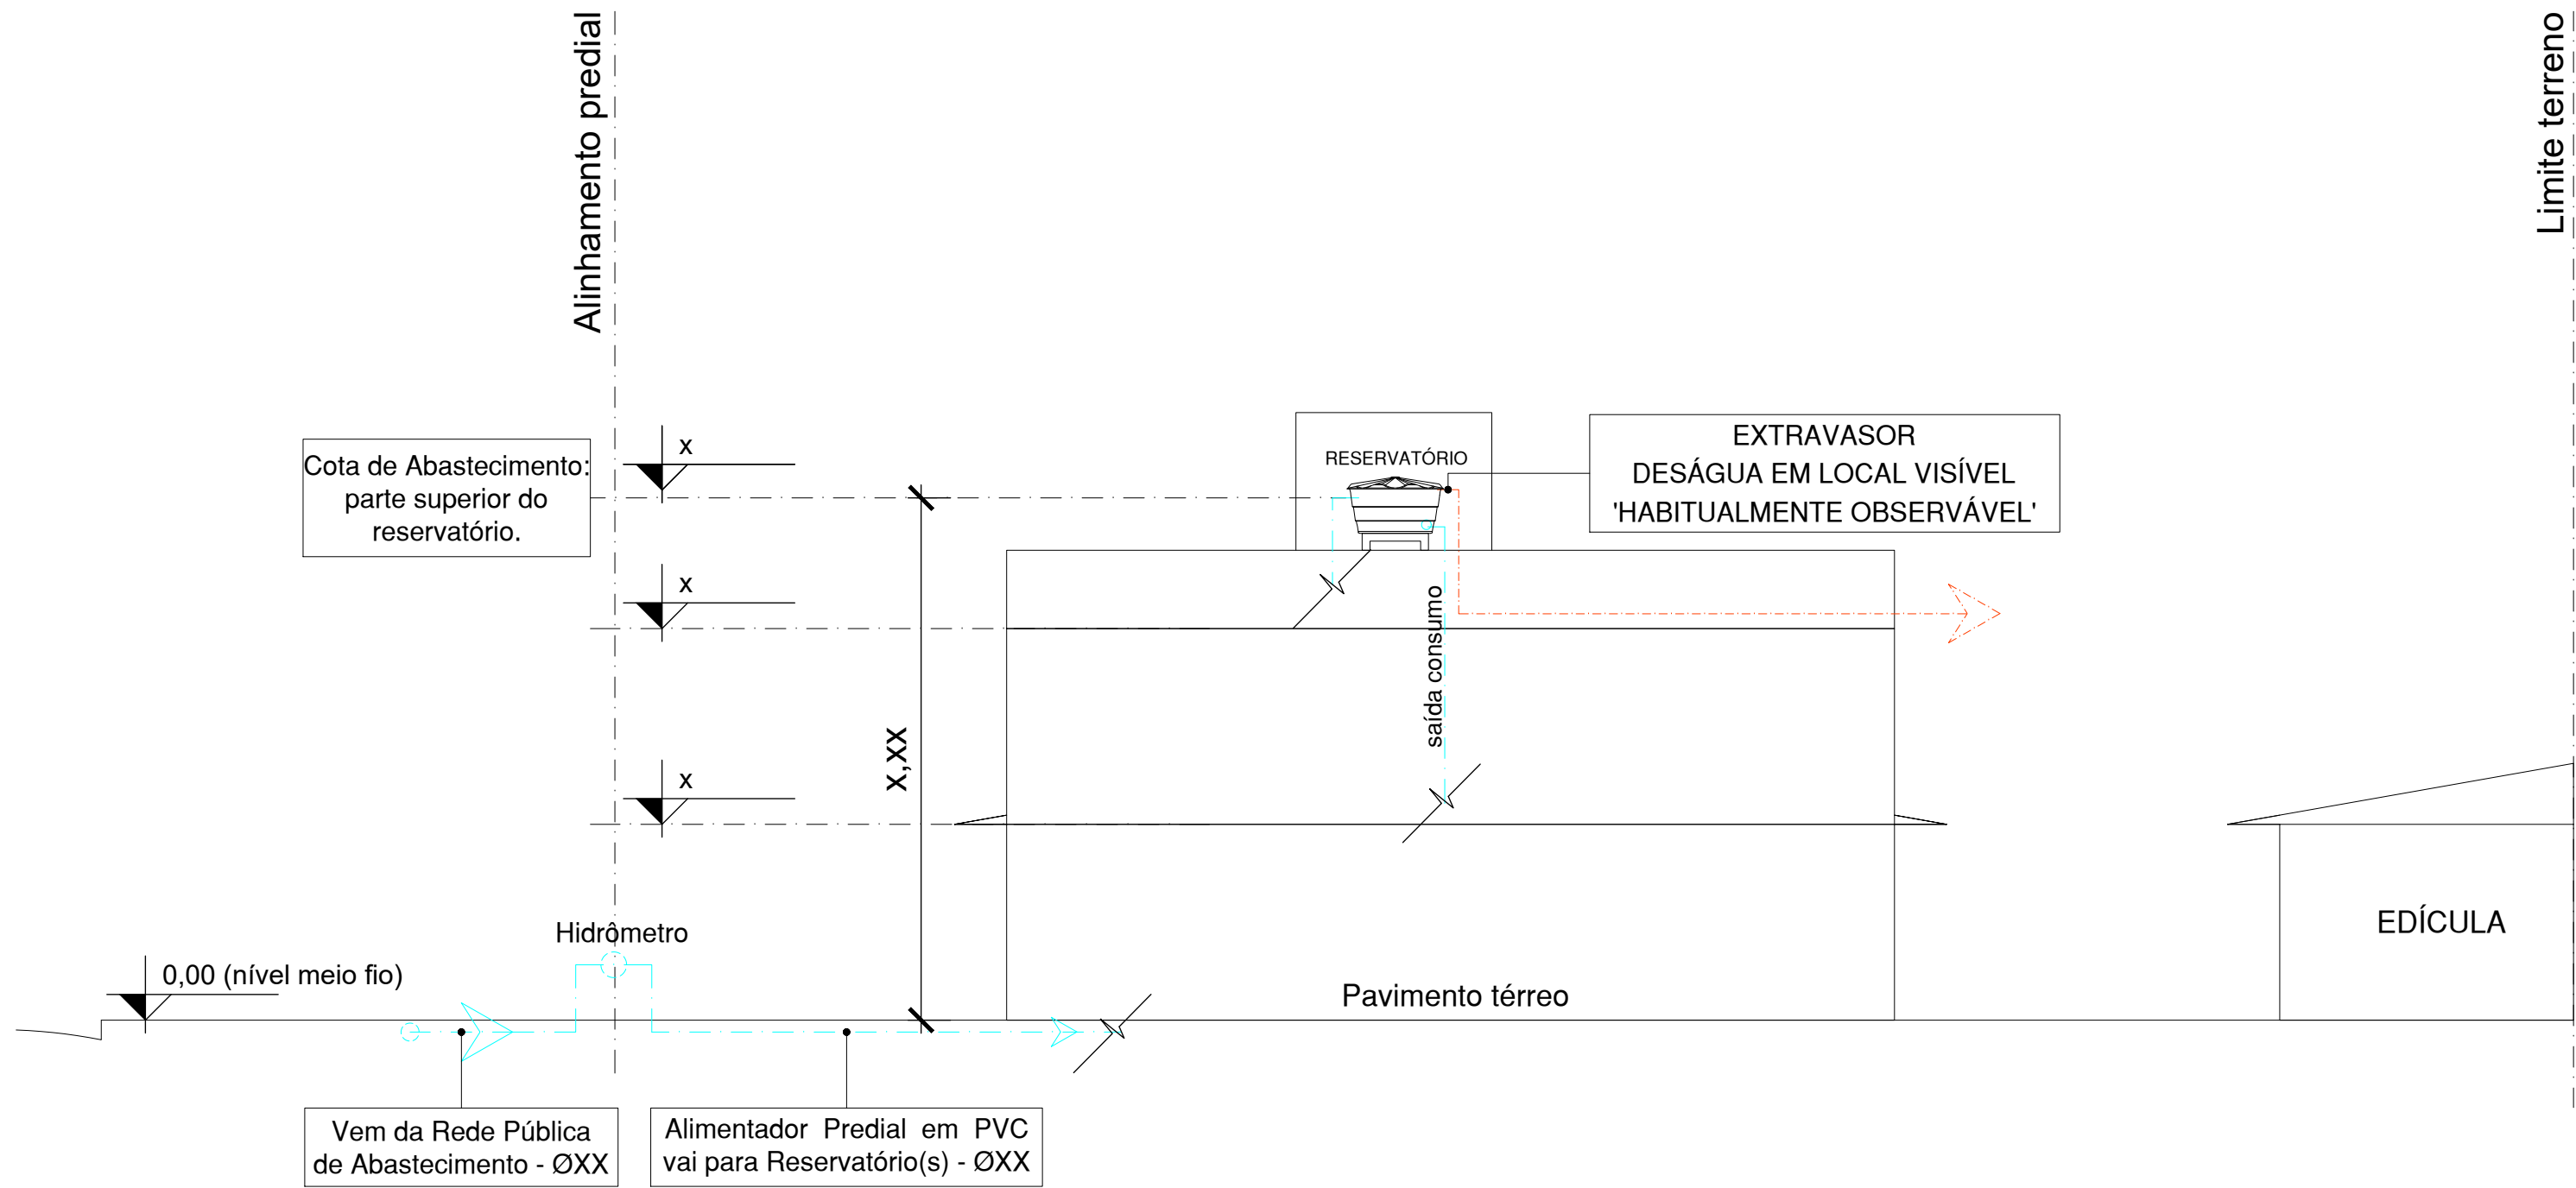 Alinhamento predial
Limite terreno
x
Cota de Abastecimento:
parte superior do
reservatório.
RESERVATÓRIO
EXTRAVASOR
DESÁGUA EM LOCAL VISÍVEL
'HABITUALMENTE OBSERVÁVEL'
x
saída consumo
x,xx
x
Hidrômetro
0,00 (nível meio fio)
Pavimento térreo
EDÍCULA
Vem da Rede Pública
de Abastecimento - ØXX
Alimentador Predial em PVC
vai para Reservatório(s) - ØXX